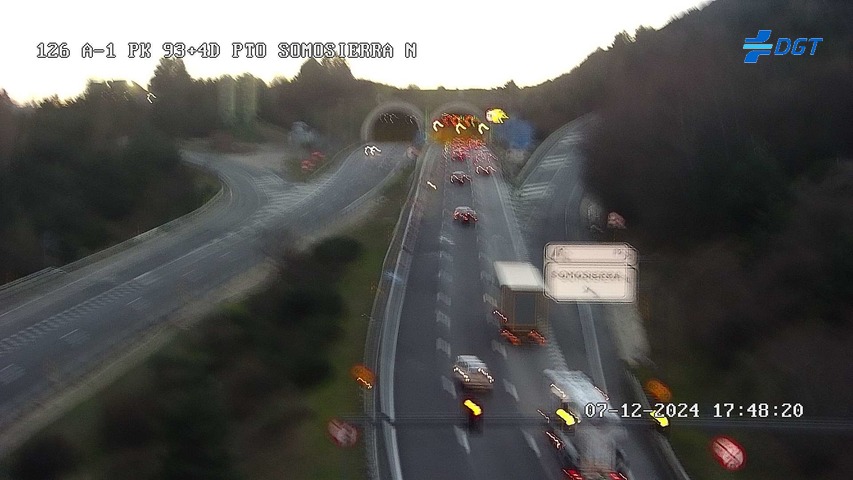 126 A-1 PK 93+4D PTO SOMOSIERRA N
DGT
SOMOSIERRA
07-12-2024 17:48:20